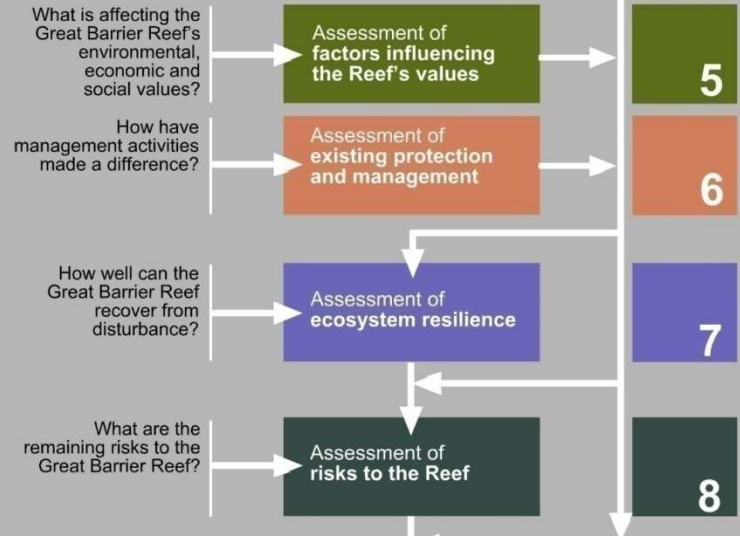 What is affecting the
Great Barrier Reef's
environmental,
economic and
social values?
Assessment of
factors influencing
the Reef's values
5
How have
management activities
made a difference?
Assessment of
existing protection
and management
6
How well can the
Great Barrier Reef
recover from
disturbance?
Assessment of
ecosystem resilience
7
What are the
remaining risks to the
Great Barrier Reef?
Assessment of
risks to the Reef
8